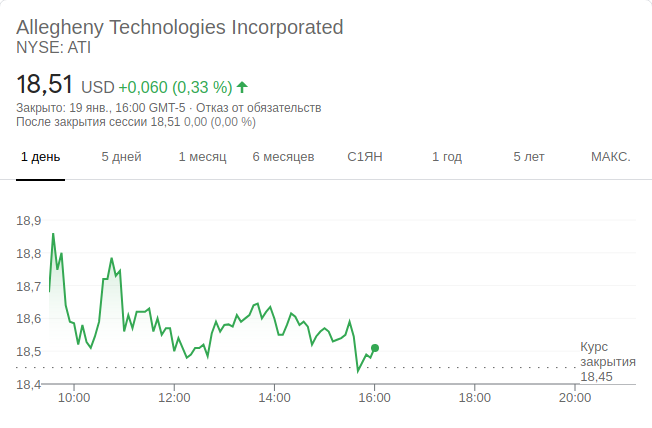 Allegheny Technologies Incorporated
NYSE: ATI
18,51 USD +0,060 (0,33 %)
Закрыто: 19 янв., 16:00 GMT-5 · Отказ от обязательств
После закрытия сессии 18,51 0,00 (0,00 %)
1 день 5 дней 1 месяц 6 месяцев С1ЯН 1 год 5 лет МАКС.
18,9
18,8
18,7
18,6
18,5
18,4
Курс
закрытия
18,45
10:00 12:00 14:00 16:00 18:00 20:00